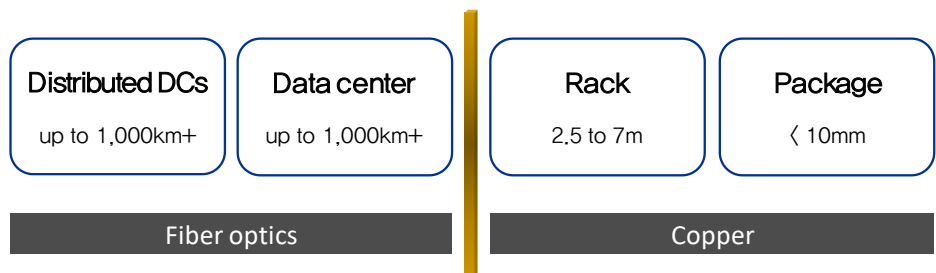 Distributed DCs
up to 1,000km+
Data center
up to 1,000km+
Rack
2.5 to 7m
Package
〈 10mm
Fiber optics
Copper